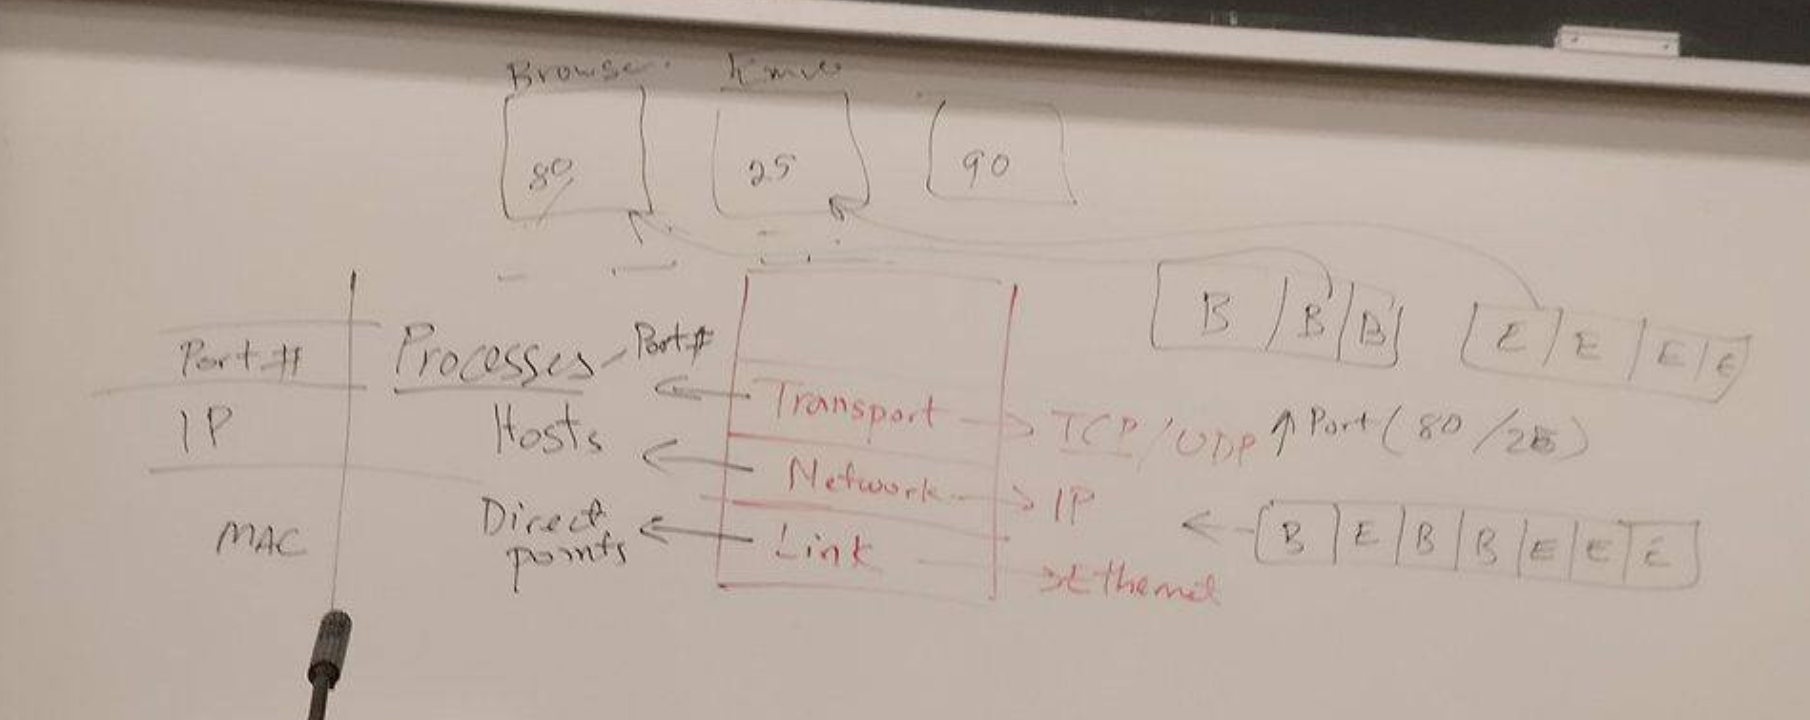 Browser
80
25
90
B B B
E E E E
Port #
Processes - Port #
Transport
TCP/UDP
Port (80/25)
IP
Hosts
Network
IP
B E B B E E E
MAC
Direct
points
Link
Ethernet